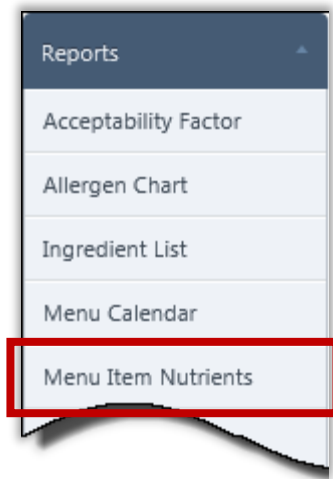 Reports
Acceptability Factor
Allergen Chart
Ingredient List
Menu Calendar
Menu Item Nutrients